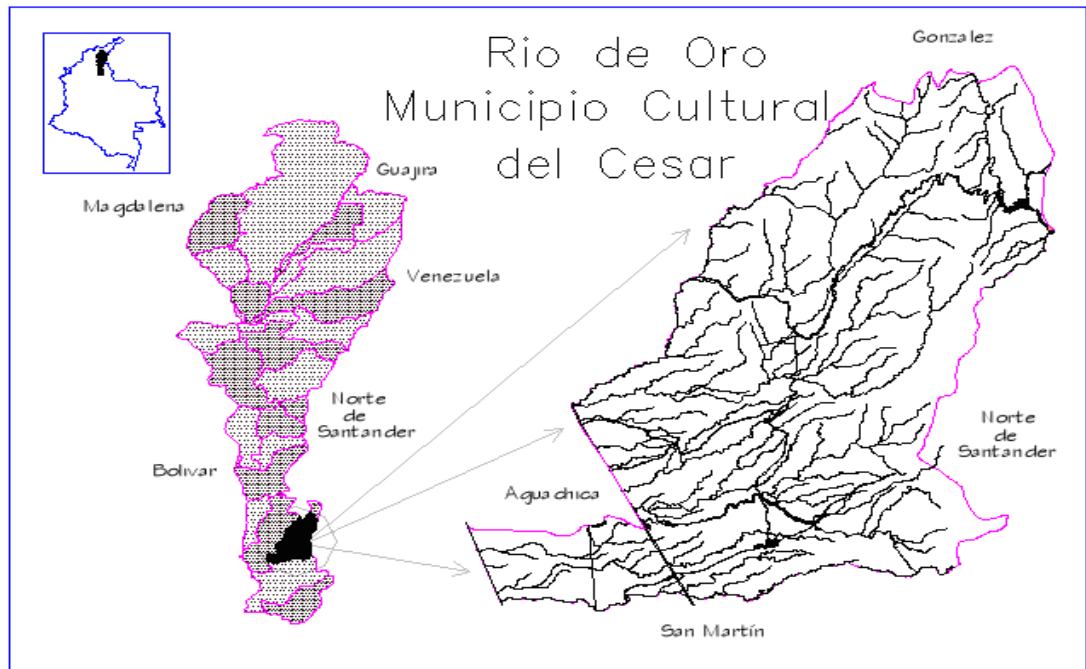 Rio de Oro
Municipio Cultural
del Cesar
Gonzalez
Guajira
Magdalena
Venezuela
Norte
de
Santander
Bolivar
Norte
de
Santander
Aguachica
San Martín